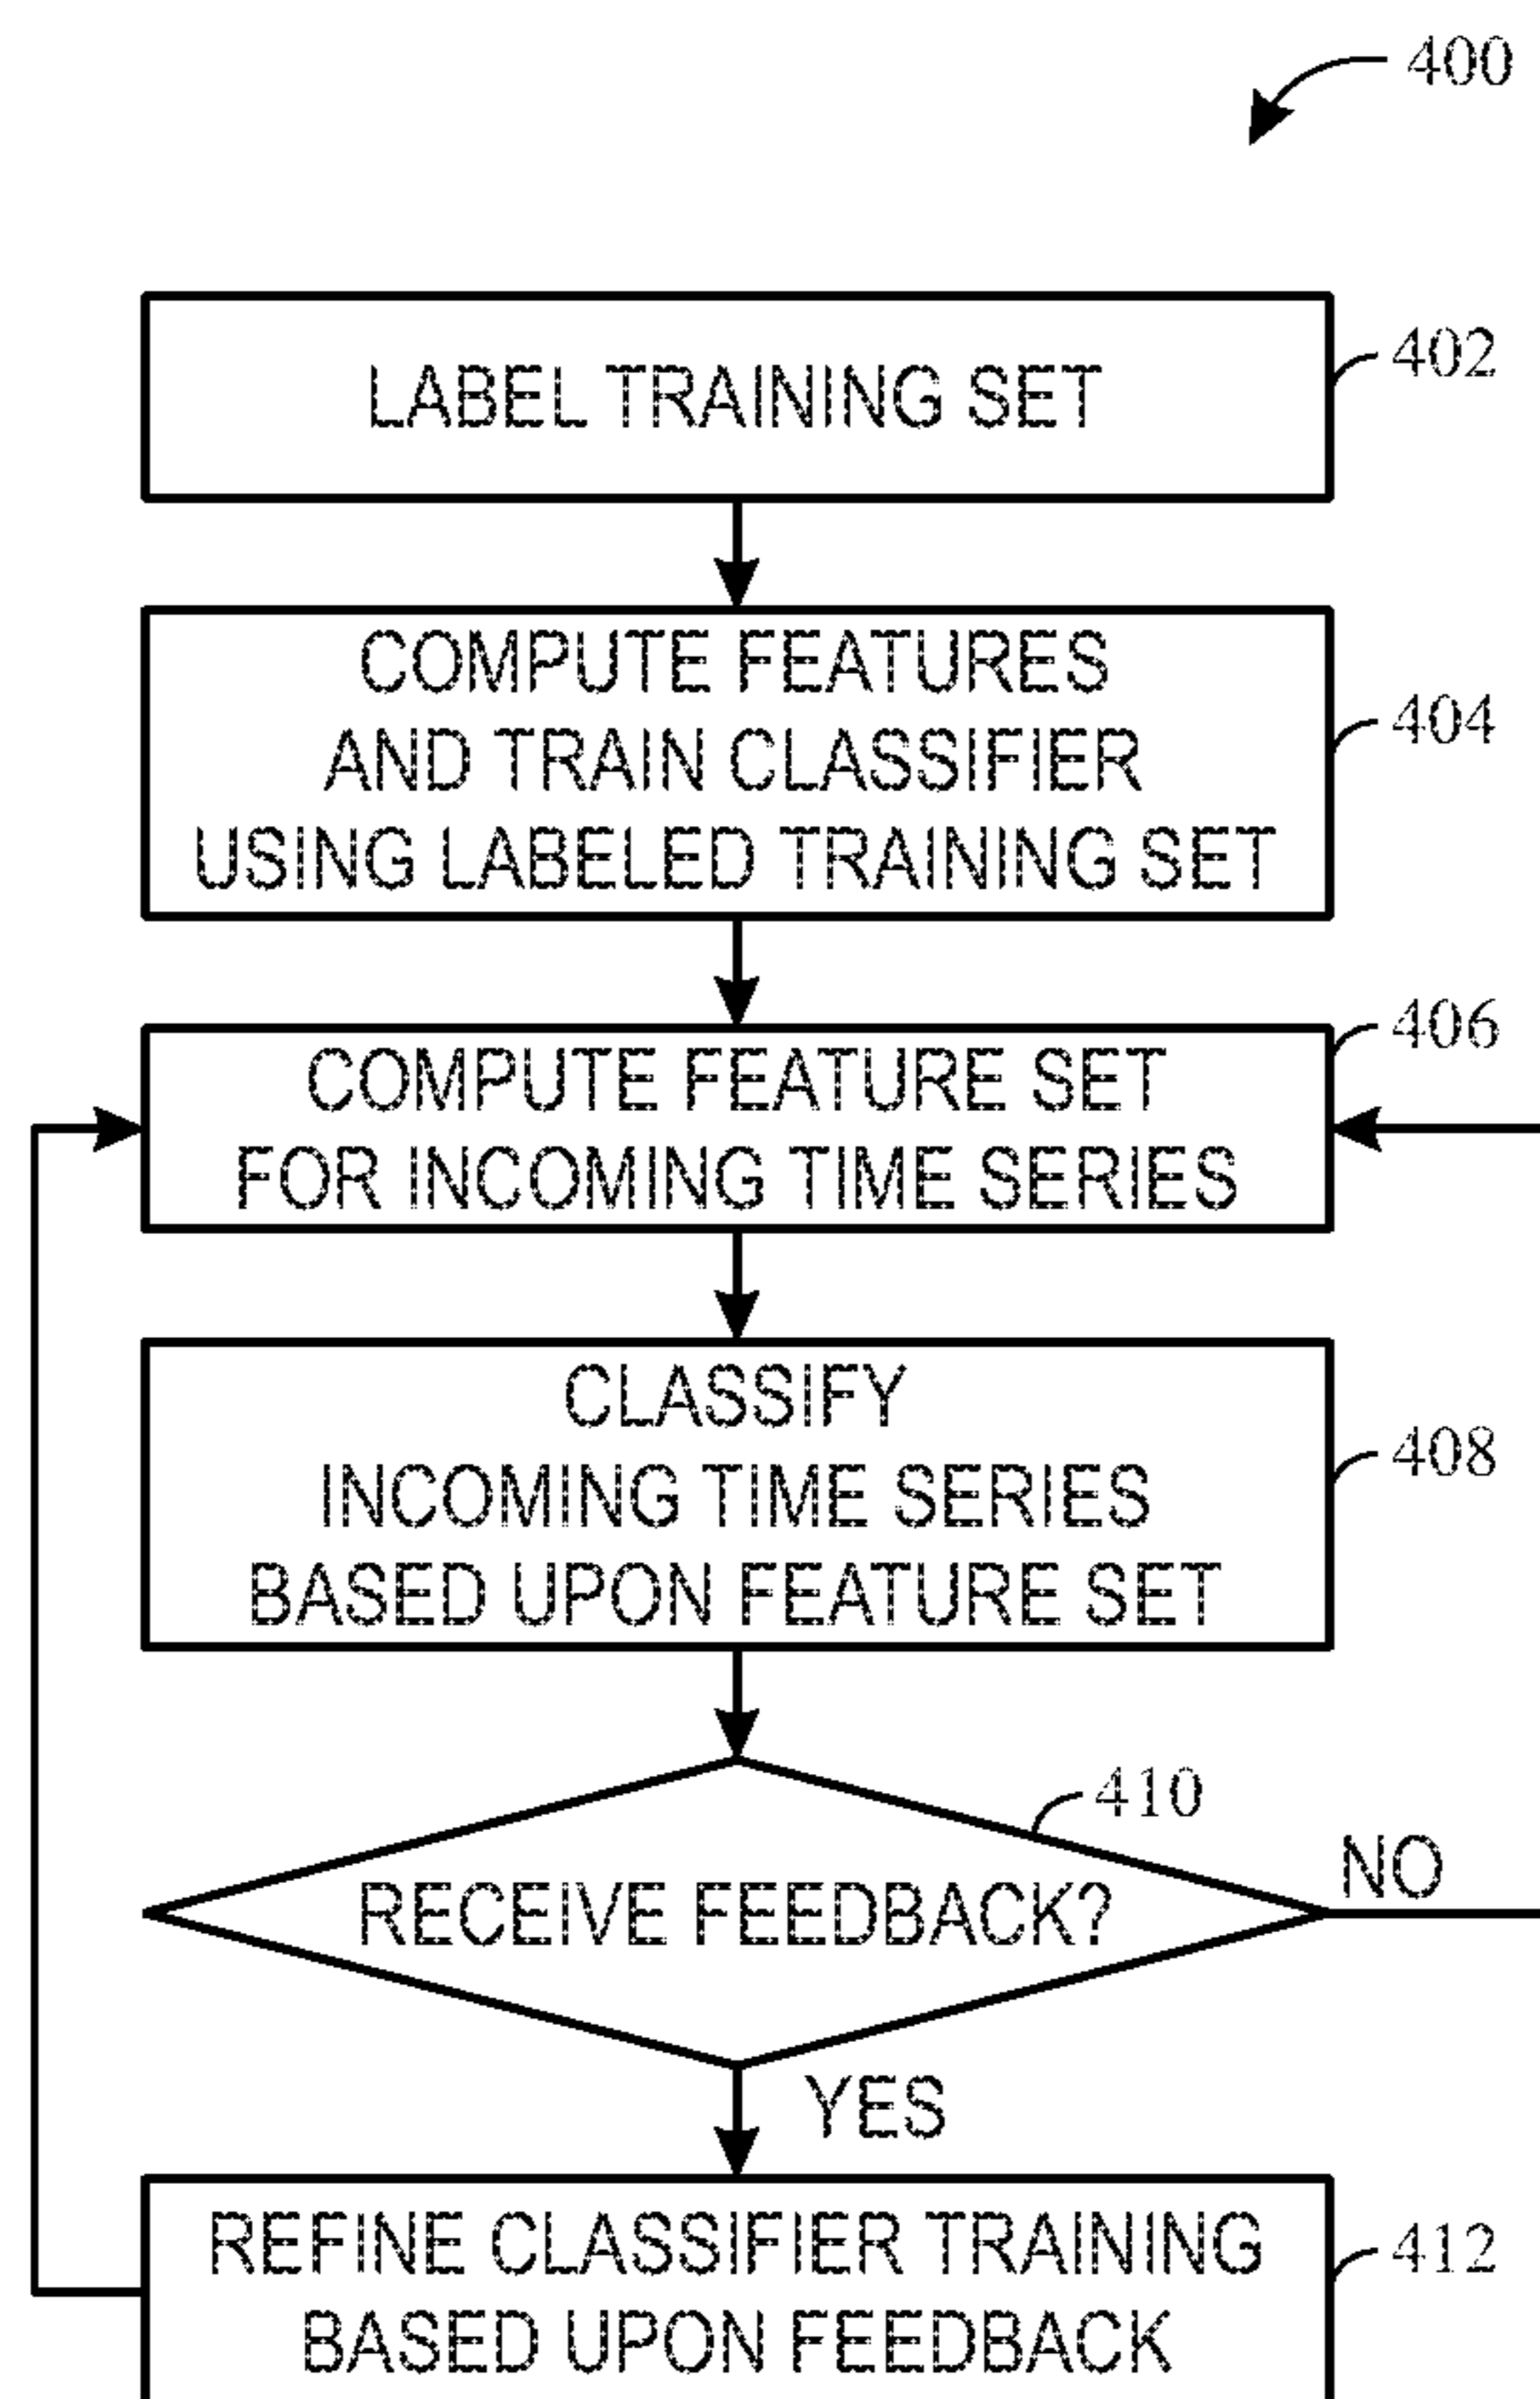 400
LABEL TRAINING SET
402
COMPUTE FEATURES
AND TRAIN CLASSIFIER
USING LABELED TRAINING SET
404
406
COMPUTE FEATURE SET
FOR INCOMING TIME SERIES
CLASSIFY
INCOMING TIME SERIES
BASED UPON FEATURE SET
408
410
RECEIVE FEEDBACK?
NO
YES
REFINE CLASSIFIER TRAINING
BASED UPON FEEDBACK
412